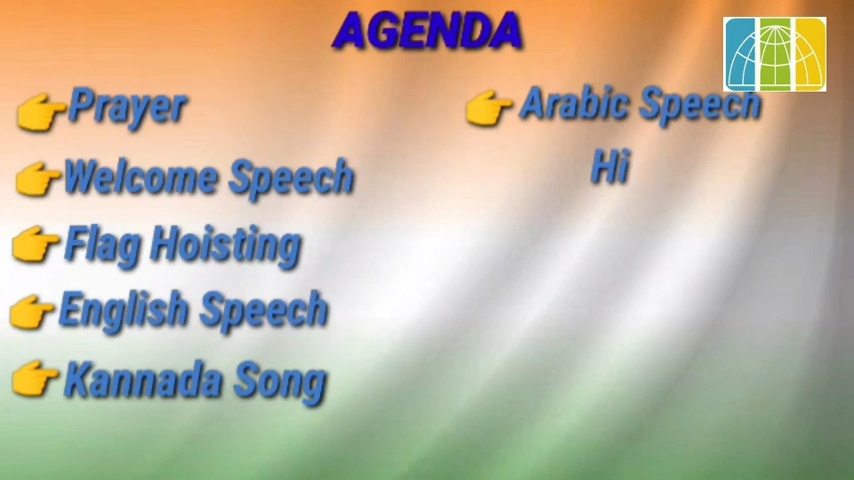 AGENDA
Prayer
Welcome Speech
Flag Hoisting
English Speech
Kannada Song
Arabic Speech
Hi